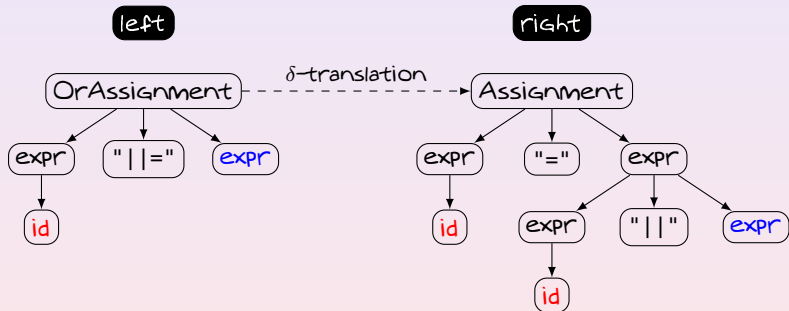 left right
δ-translation
OrAssignment Assignment
expr "||=" expr expr "=" expr
id id expr "||" expr
id